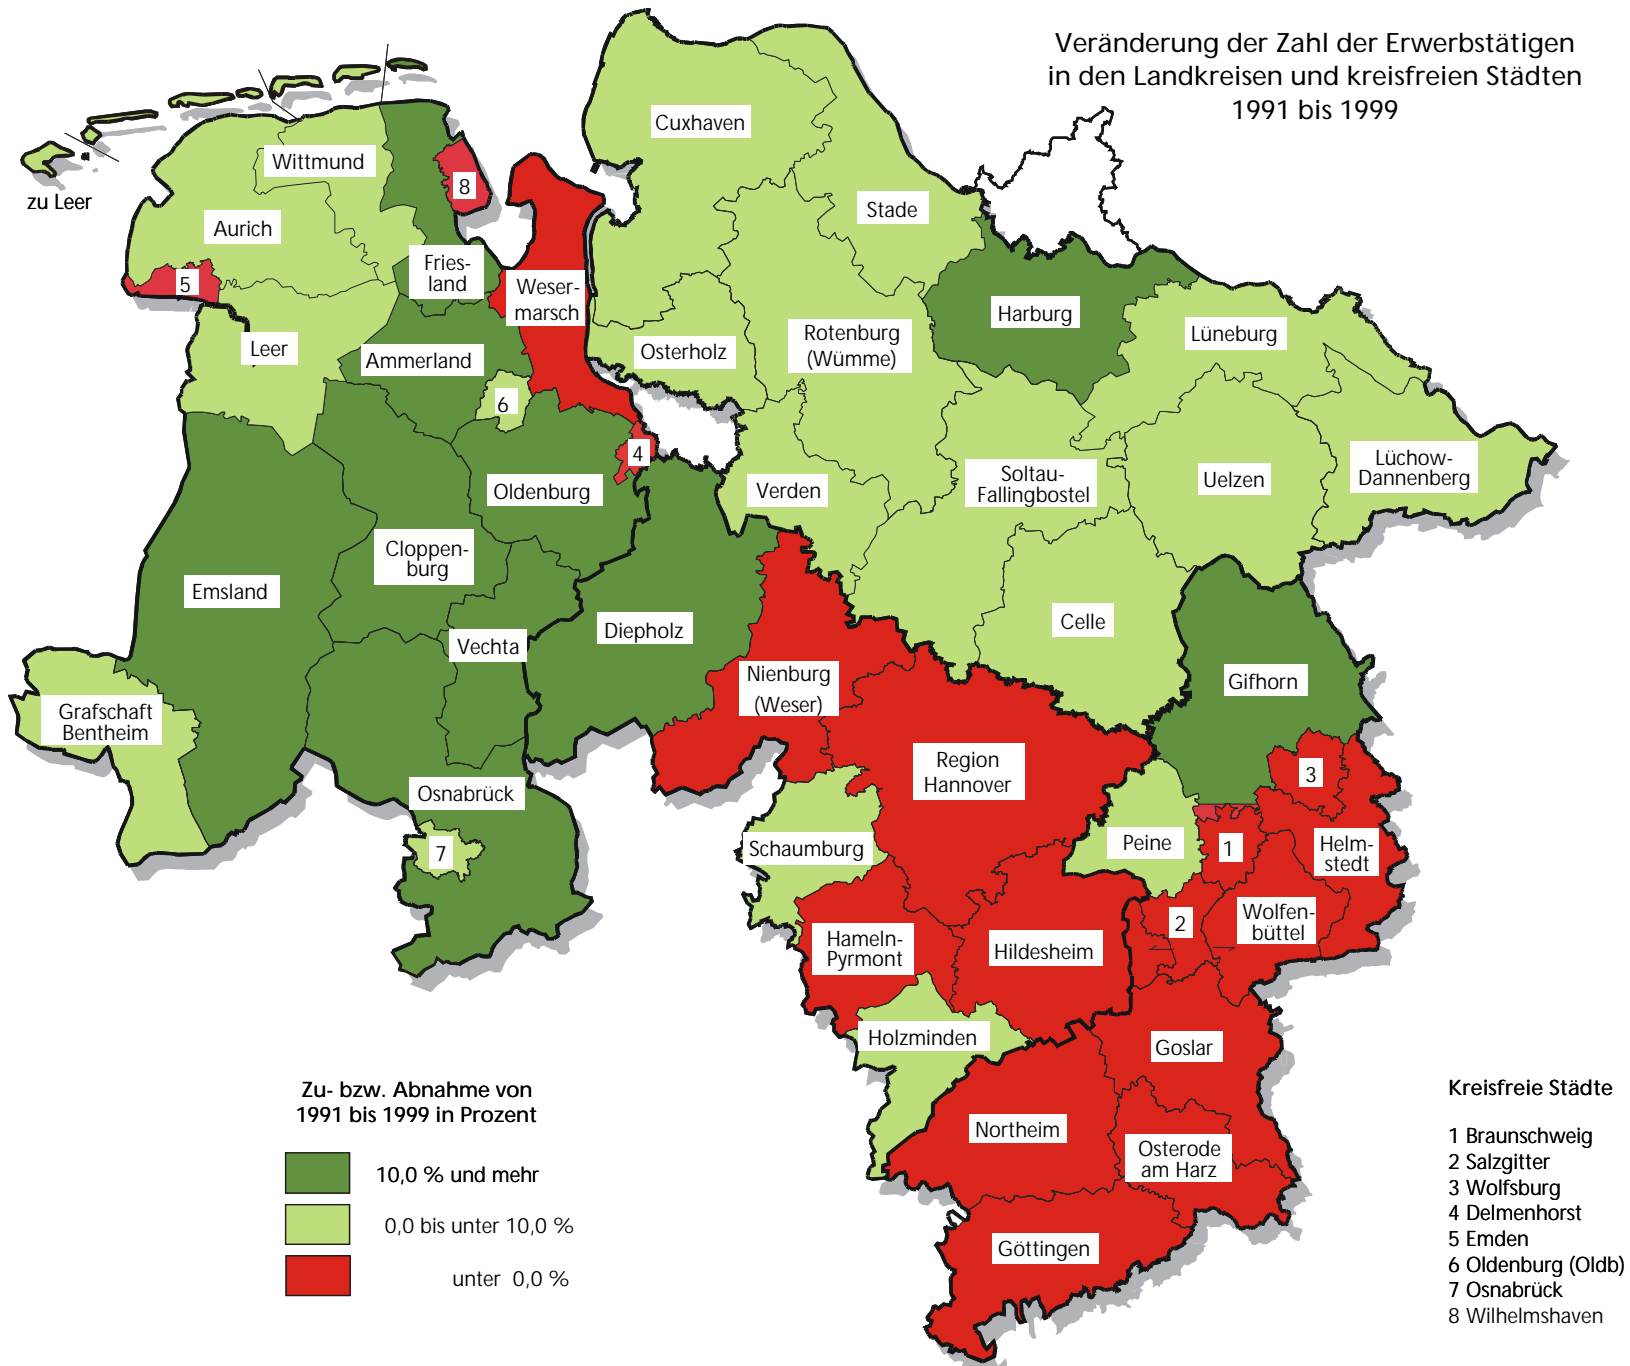 Veränderung der Zahl der Erwerbstätigen
in den Landkreisen und kreisfreien Städten
1991 bis 1999
Cuxhaven
Wittmund
8
zu Leer
Stade
Aurich
Fries-
land
5
Weser-
marsch
Harburg
Rotenburg
(Wümme)
Lüneburg
Leer
Ammerland
Osterholz
6
4
Oldenburg
Verden
Soltau-
Fallingbostel
Uelzen
Lüchow-
Dannenberg
Cloppen-
burg
Emsland
Diepholz
Celle
Vechta
Nienburg
(Weser)
Gifhorn
Grafschaft
Bentheim
Region
Hannover
3
Osnabrück
7
Schaumburg
Peine
1
Helm-
stedt
2
Wolfen-
büttel
Hameln-
Pyrmont
Hildesheim
Holzminden
Goslar
Northeim
Osterode
am Harz
Göttingen
Zu- bzw. Abnahme von
1991 bis 1999 in Prozent
10,0 % und mehr
0,0 bis unter 10,0 %
unter 0,0 %
Kreisfreie Städte
1 Braunschweig
2 Salzgitter
3 Wolfsburg
4 Delmenhorst
5 Emden
6 Oldenburg (Oldb)
7 Osnabrück
8 Wilhelmshaven